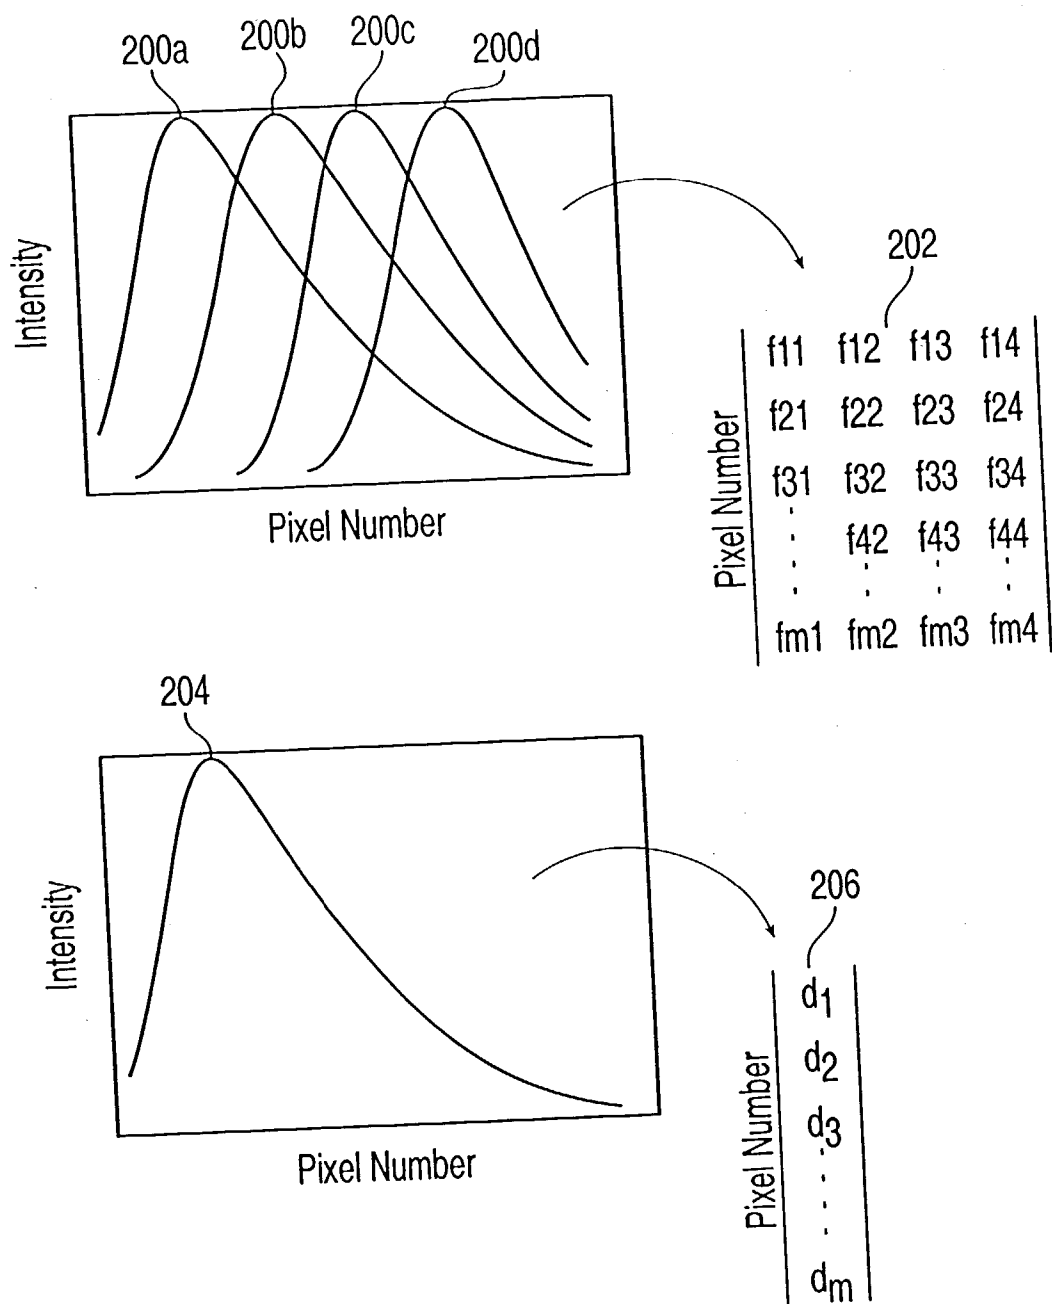 200a 200b 200c 200d
Intensity
Pixel Number
202
Pixel Number
f11 f12 f13 f14
f21 f22 f23 f24
f31 f32 f33 f34
f42 f43 f44
fm1 fm2 fm3 fm4
204
Intensity
Pixel Number
206
Pixel Number
d1
d2
d3
dm